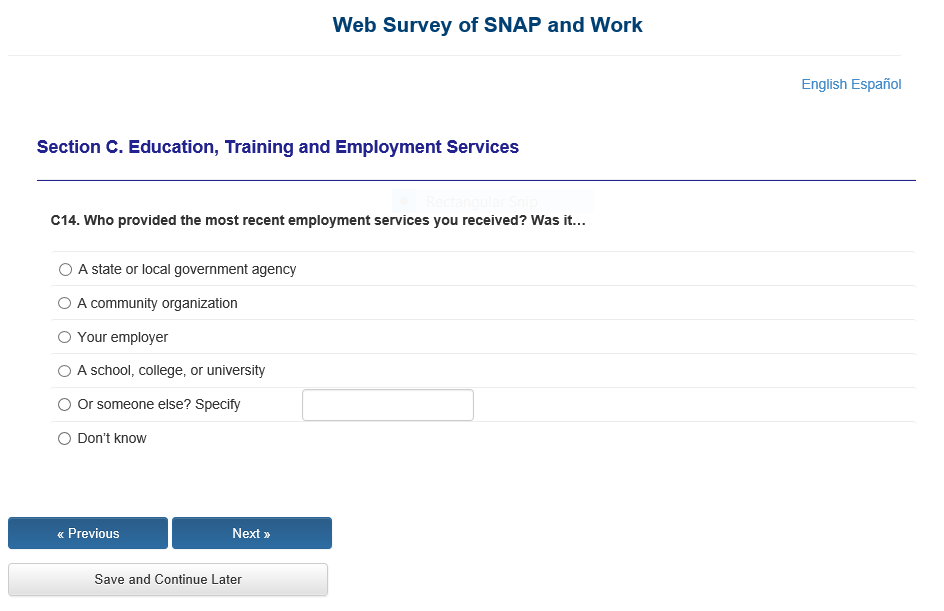 Web Survey of SNAP and Work
English Español
Section C. Education, Training and Employment Services
Rectangular Snip
C14. Who provided the most recent employment services you received? Was it…
A state or local government agency
A community organization
Your employer
A school, college, or university
Or someone else? Specify
Don't know
« Previous
Next »
Save and Continue Later